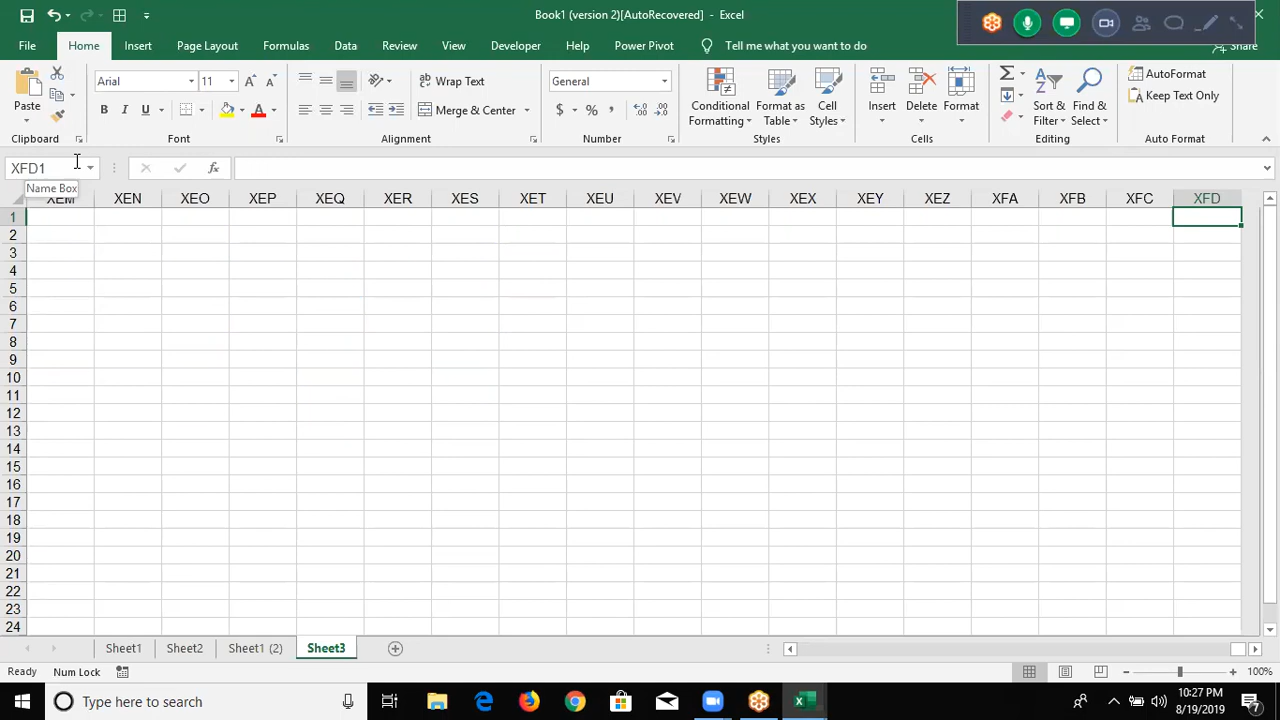 Book1 (version 2)[AutoRecovered] - Excel
File Home Insert Page Layout Formulas Data Review View Developer Help Power Pivot Tell me what you want to do Share
Paste
Arial 11
Wrap Text
General
Conditional Formatting
Format as Table
Cell Styles
Insert
Delete
Format
Sort & Filter
Find & Select
AutoFormat
B I U
Merge & Center
$ % ,
Keep Text Only
Clipboard Font Alignment Number Styles Cells Editing Auto Format
XFD1
fx
Name Box
XEM XEN XEO XEP XEQ XER XES XET XEU XEV XEW XEX XEY XEZ XFA XFB XFC XFD
1
2
3
4
5
6
7
8
9
10
11
12
13
14
15
16
17
18
19
20
21
22
23
24
Sheet1 Sheet2 Sheet1 (2) Sheet3
Ready Num Lock 100%
Type here to search
10:27 PM
8/19/2019
7